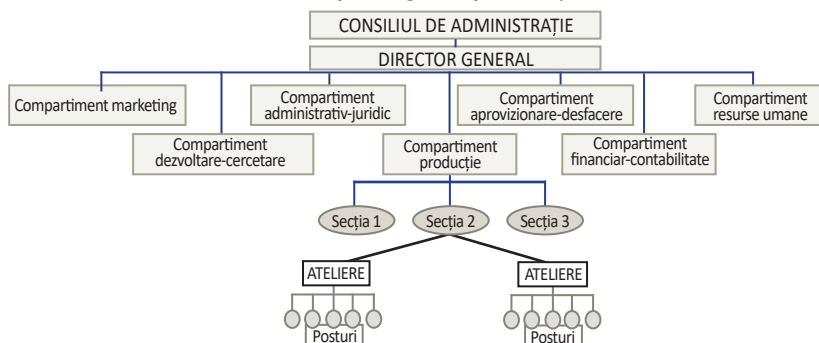 CONSILIUL DE ADMINISTRAȚIE
DIRECTOR GENERAL
Compartiment marketing
Compartiment
administrativ-juridic
Compartiment
aprovizionare-desfacere
Compartiment
resurse umane
Compartiment
dezvoltare-cercetare
Compartiment
producție
Compartiment
financiar-contabilitate
Secția 1
Secția 2
Secția 3
ATELIERE
ATELIERE
Posturi
Posturi